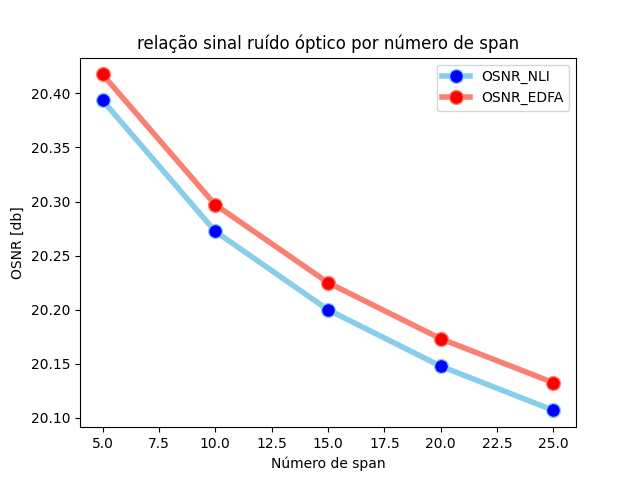 relação sinal ruído óptico por número de span
OSNR_NLI
OSNR_EDFA
OSNR [db]
20.40
20.35
20.30
20.25
20.20
20.15
20.10
5.0 7.5 10.0 12.5 15.0 17.5 20.0 22.5 25.0
Número de span